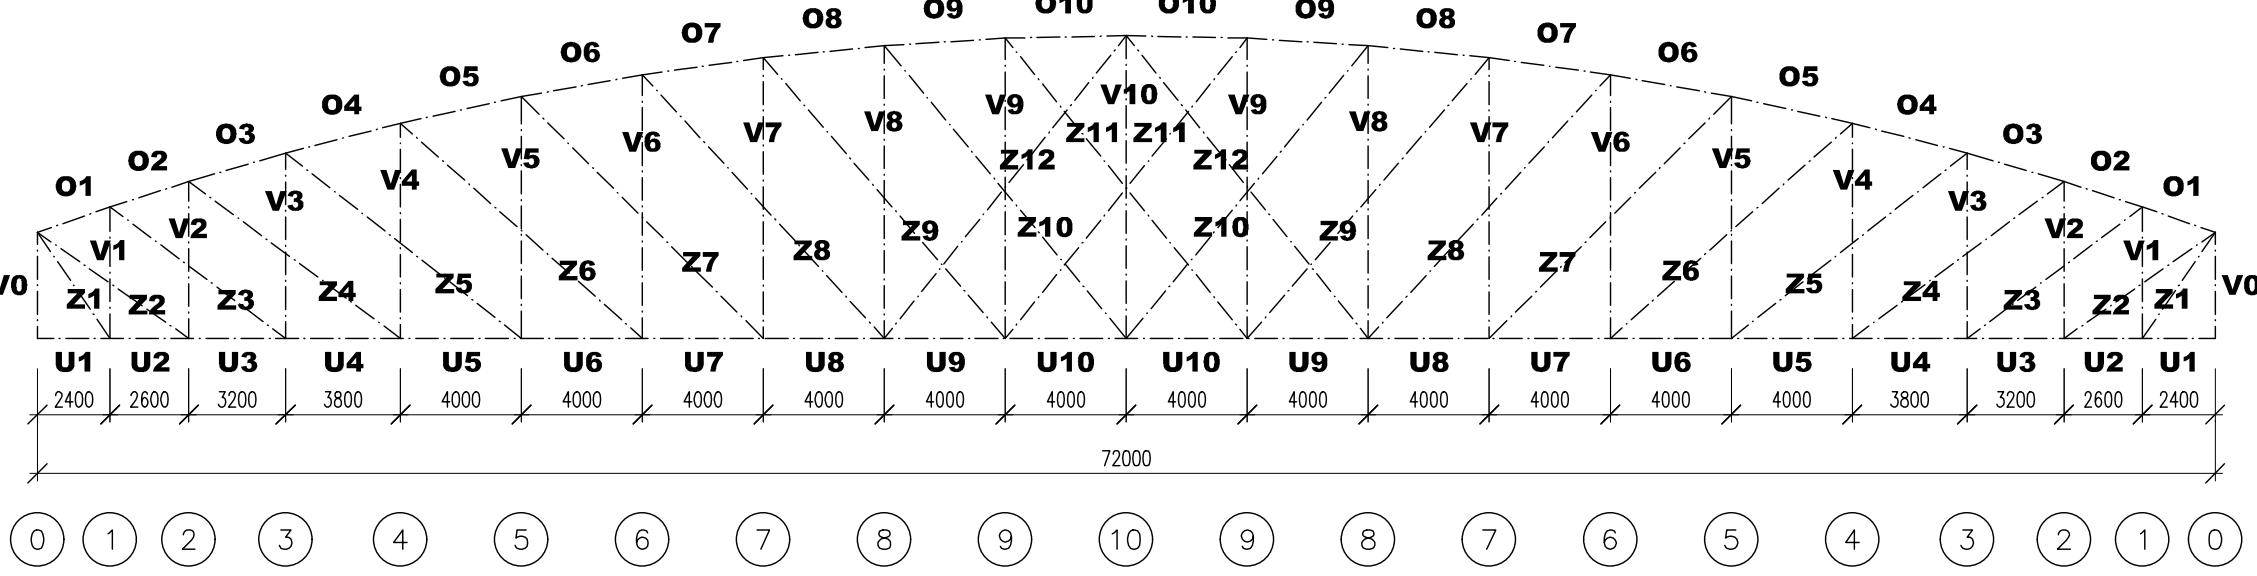 O1 O2 O3 O4 O5 O6 O7 O8 O9 O10 O10 O9 O8 O7 O6 O5 O4 O3 O2 O1
V0 V1 V2 V3 V4 V5 V6 V7 V8 V9 V10 V9 V8 V7 V6 V5 V4 V3 V2 V1 V0
Z12 Z11 Z11 Z12
Z1 Z2 Z3 Z4 Z5 Z6 Z7 Z8 Z9 Z10 Z10 Z9 Z8 Z7 Z6 Z5 Z4 Z3 Z2 Z1
U1 U2 U3 U4 U5 U6 U7 U8 U9 U10 U10 U9 U8 U7 U6 U5 U4 U3 U2 U1
2400 2600 3200 3800 4000 4000 4000 4000 4000 4000 4000 4000 4000 4000 4000 4000 3800 3200 2600 2400
72000
0 1 2 3 4 5 6 7 8 9 10 9 8 7 6 5 4 3 2 1 0